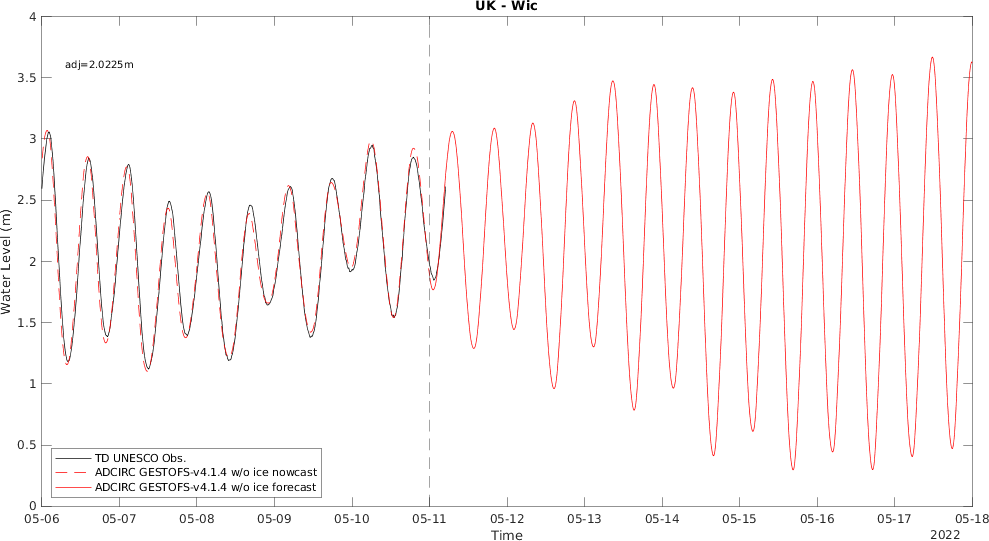 UK - Wic
adj=2.0225m
Water Level (m)
4
3.5
3
2.5
2
1.5
1
0.5
0
TD UNESCO Obs.
ADCIRC GESTOFS-v4.1.4 w/o ice nowcast
ADCIRC GESTOFS-v4.1.4 w/o ice forecast
05-06 05-07 05-08 05-09 05-10 05-11 05-12 05-13 05-14 05-15 05-16 05-17 05-18
Time
2022